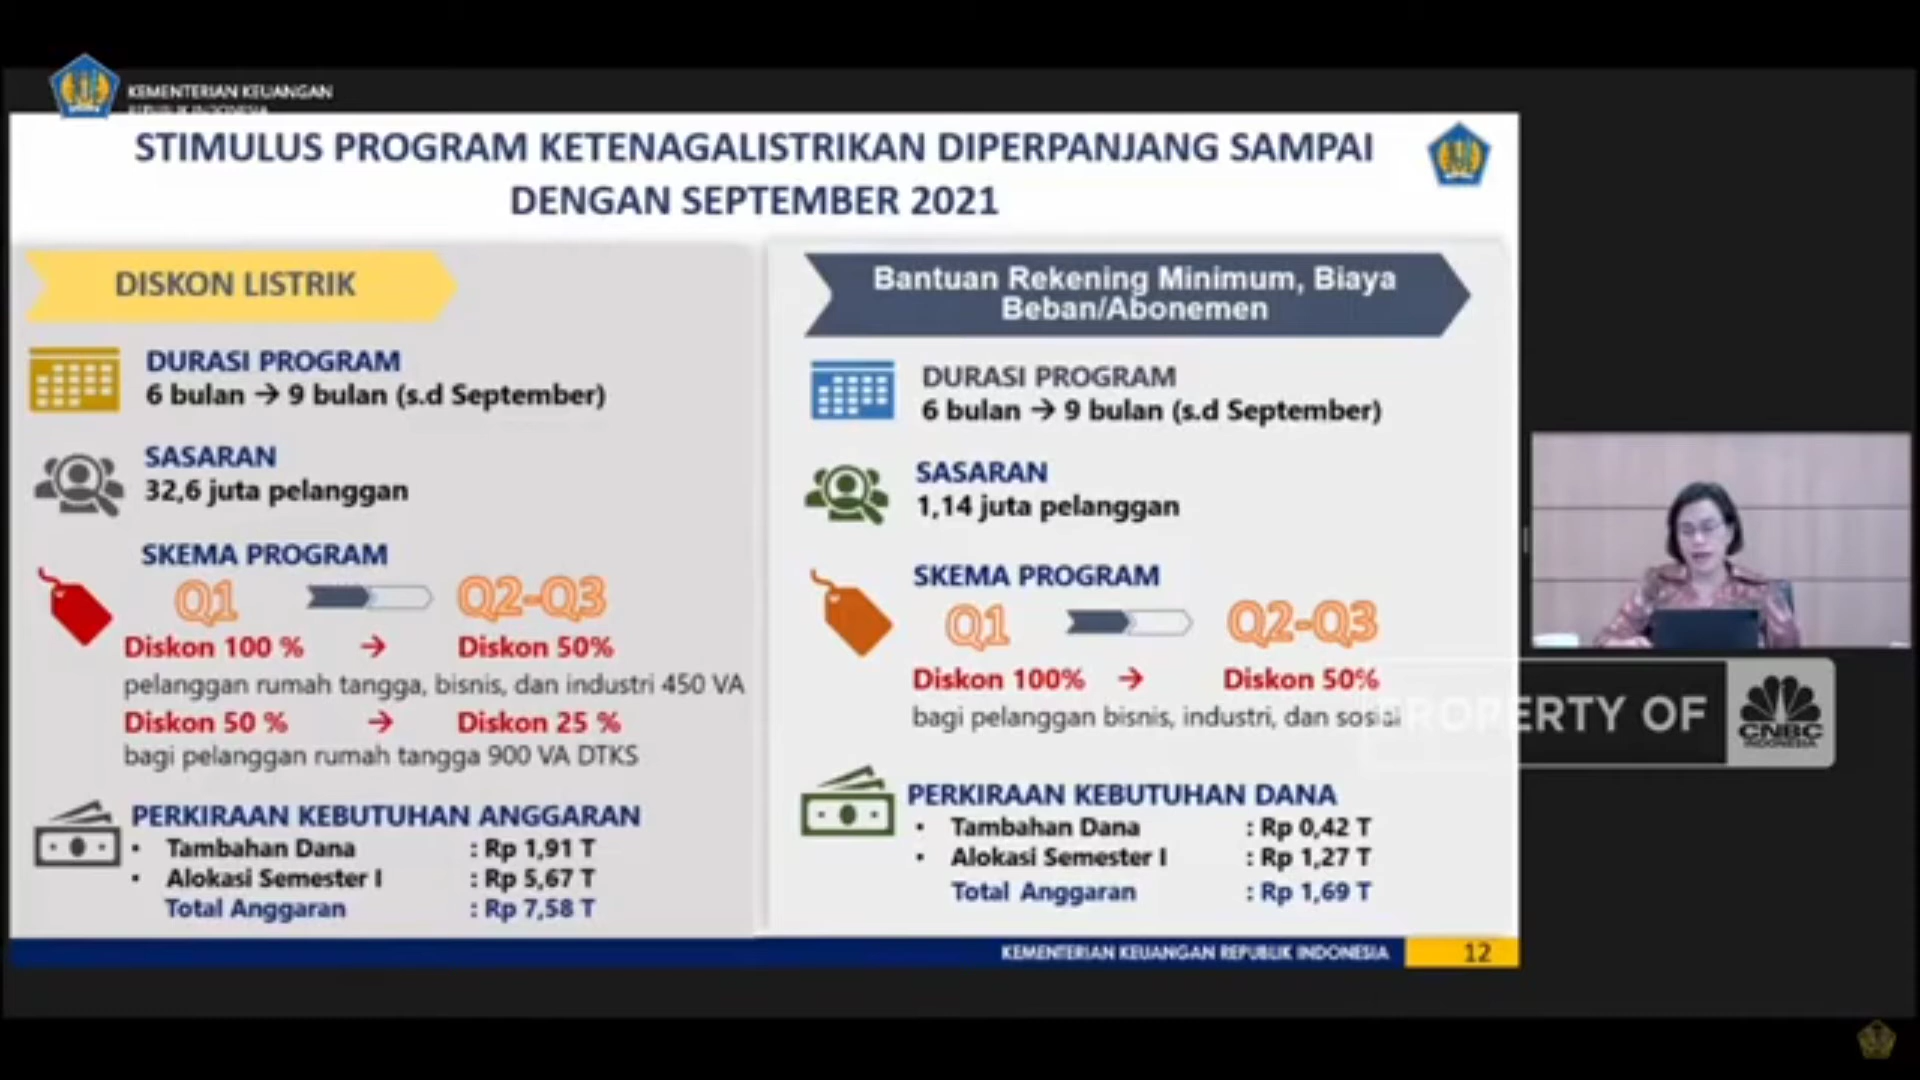 KEMENTERIAN KEUANGAN
REPUBLIK INDONESIA
STIMULUS PROGRAM KETENAGALISTRIKAN DIPERPANJANG SAMPAI
DENGAN SEPTEMBER 2021
DISKON LISTRIK
DURASI PROGRAM
6 bulan → 9 bulan (s.d September)
SASARAN
32,6 juta pelanggan
SKEMA PROGRAM
Q1 Q2-Q3
Diskon 100 % → Diskon 50%
pelanggan rumah tangga, bisnis, dan industri 450 VA
Diskon 50 % → Diskon 25 %
bagi pelanggan rumah tangga 900 VA DTKS
PERKIRAAN KEBUTUHAN ANGGARAN
• Tambahan Dana : Rp 1,91 T
• Alokasi Semester I : Rp 5,67 T
Total Anggaran : Rp 7,58 T
Bantuan Rekening Minimum, Biaya
Beban/Abonemen
DURASI PROGRAM
6 bulan → 9 bulan (s.d September)
SASARAN
1,14 juta pelanggan
SKEMA PROGRAM
Q1 Q2-Q3
Diskon 100% → Diskon 50%
bagi pelanggan bisnis, industri, dan sosial
PERKIRAAN KEBUTUHAN DANA
• Tambahan Dana : Rp 0,42 T
• Alokasi Semester I : Rp 1,27 T
Total Anggaran : Rp 1,69 T
KEMENTERIAN KEUANGAN REPUBLIK INDONESIA 12
PROPERTY OF
CNBC
INDONESIA